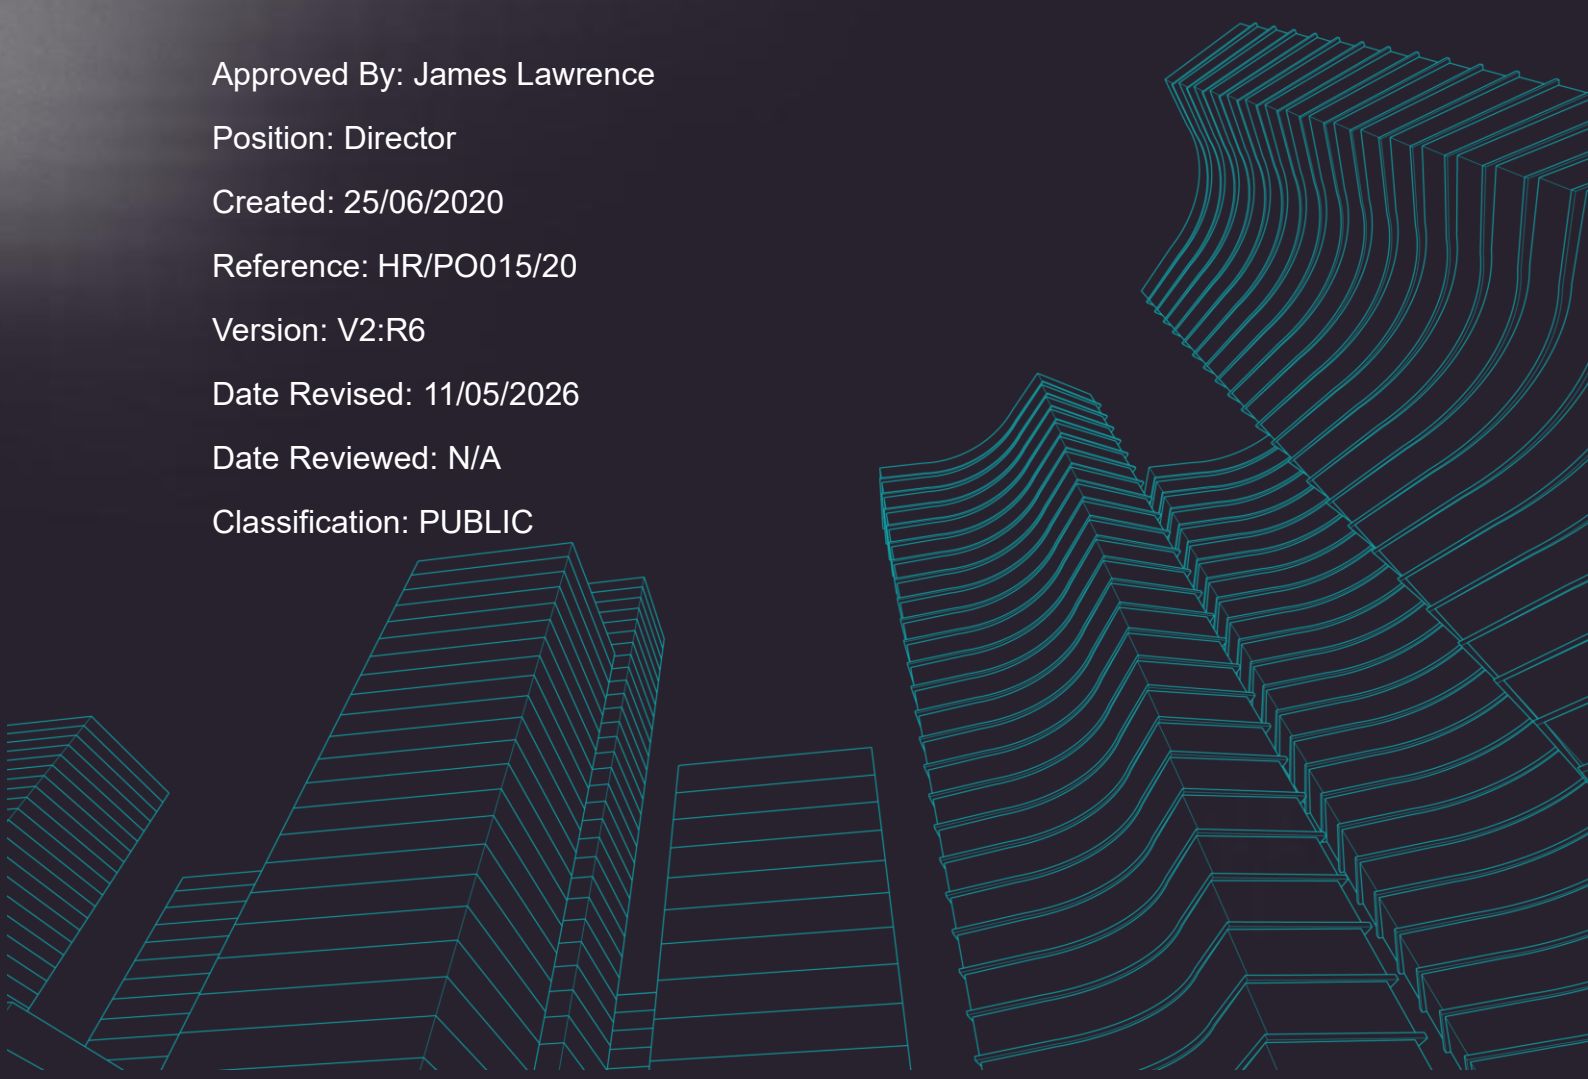 Approved By: James Lawrence
Position: Director
Created: 25/06/2020
Reference: HR/PO015/20
Version: V2:R6
Date Revised: 11/05/2026
Date Reviewed: N/A
Classification: PUBLIC